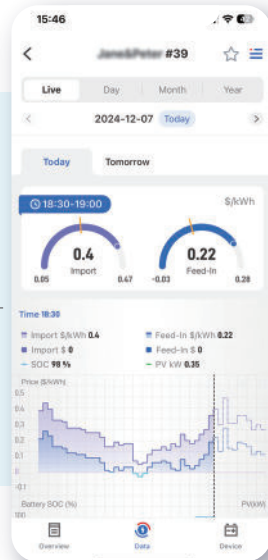 15:46
#39
Live Day Month Year
2024-12-07 Today
Today Tomorrow
18:30-19:00 $/kWh
0.4 0.22
Import Feed-In
0.05 0.47 -0.03 0.28
Time 18:30
Import $/kWh 0.4 Feed-In $/kWh 0.22
Import $ 0 Feed-In $ 0
SOC 98 % PV kW 0.35
Price ($/kWh)
0.5
0.4
0.3
0.2
0.1
0
-0.1
Battery SOC (%) PV(kW)
100
Overview Data Device